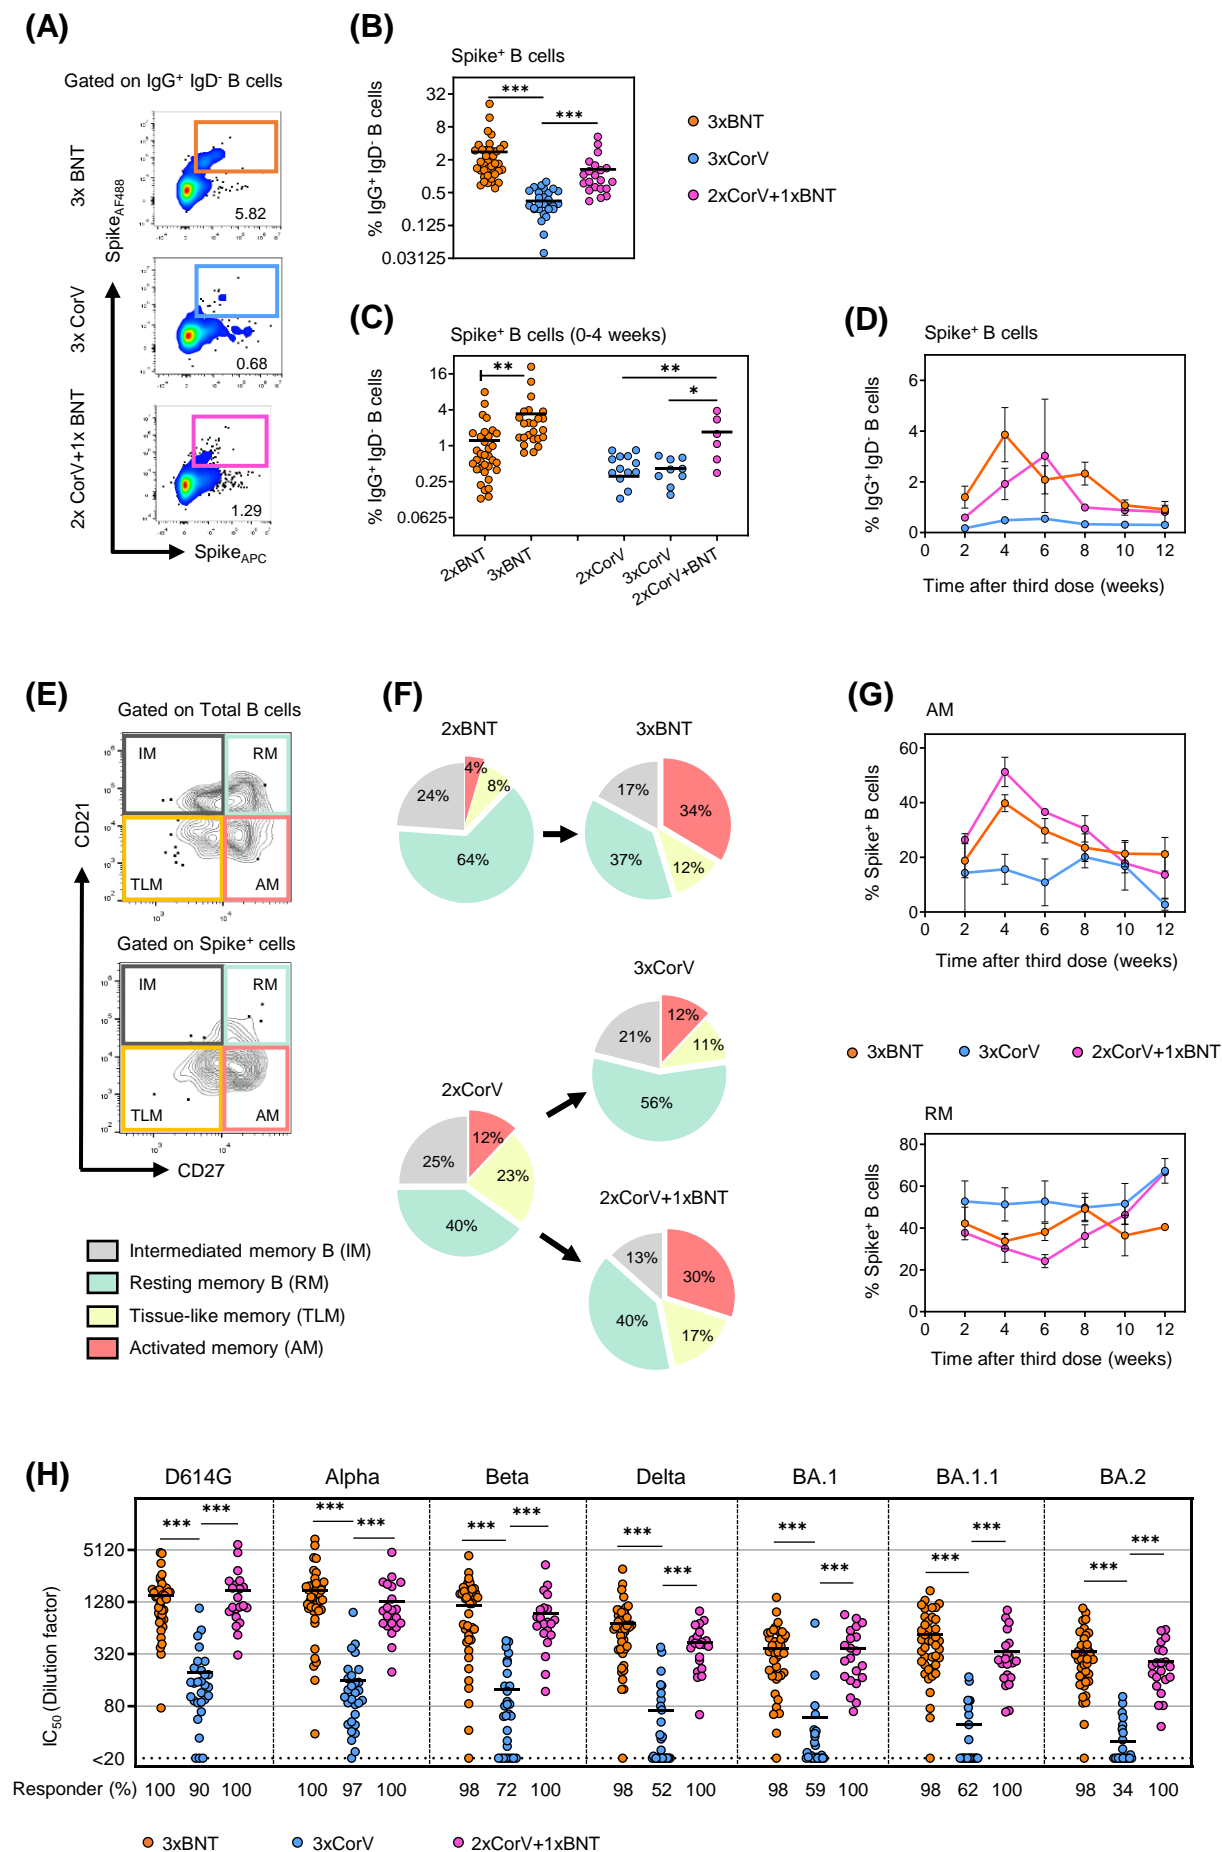 (A)
Gated on IgG⁺ IgD⁻ B cells
3x BNT
5.82
3x CorV
0.68
2x CorV+1x BNT
1.29
Spike_AF488
Spike_APC
(B)
Spike⁺ B cells
% IgG⁺ IgD⁻ B cells
32
8
2
0.5
0.125
0.03125
***
***
3xBNT
3xCorV
2xCorV+1xBNT
(C)
Spike⁺ B cells (0-4 weeks)
% IgG⁺ IgD⁻ B cells
16
4
1
0.25
0.0625
**
**
*
2xBNT
3xBNT
2xCorV
3xCorV
2xCorV+BNT
(D)
Spike⁺ B cells
% IgG⁺ IgD⁻ B cells
6
4
2
0
0 2 4 6 8 10 12
Time after third dose (weeks)
(E)
Gated on Total B cells
IM RM
TLM AM
Gated on Spike⁺ cells
IM RM
TLM AM
CD21
CD27
Intermediated memory B (IM)
Resting memory B (RM)
Tissue-like memory (TLM)
Activated memory (AM)
(F)
2xBNT
4%
8%
24%
64%
3xBNT
17%
34%
37%
12%
3xCorV
12%
21%
11%
56%
2xCorV
12%
25%
23%
40%
2xCorV+1xBNT
13%
30%
40%
17%
(G)
AM
% Spike⁺ B cells
60
40
20
0
0 2 4 6 8 10 12
Time after third dose (weeks)
3xBNT 3xCorV 2xCorV+1xBNT
RM
% Spike⁺ B cells
80
60
40
20
0
0 2 4 6 8 10 12
Time after third dose (weeks)
(H)
D614G Alpha Beta Delta BA.1 BA.1.1 BA.2
*** *** *** *** *** *** *** *** *** *** *** *** *** ***
IC₅₀ (Dilution factor)
5120
1280
320
80
<20
Responder (%) 100 90 100 100 97 100 98 72 100 98 52 100 98 59 100 98 62 100 98 34 100
3xBNT 3xCorV 2xCorV+1xBNT